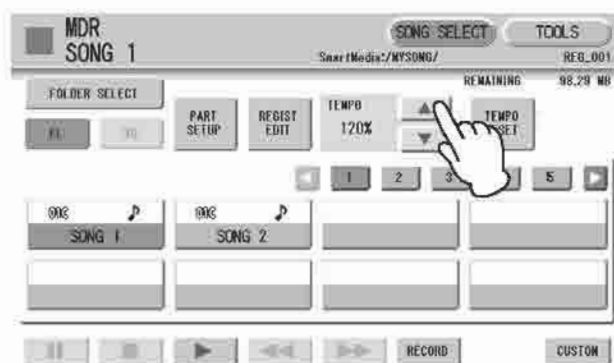 MDR
SONG 1
SONG SELECT
TOOLS
SmartMedia:/MYSONG/
REG_001
REMAINING 98.29 MB
FOLDER SELECT
PART SETUP
REGIST EDIT
TEMPO
120%
TEMPO
1 2 3 5
SONG 1
SONG 2
RECORD
CUSTOM